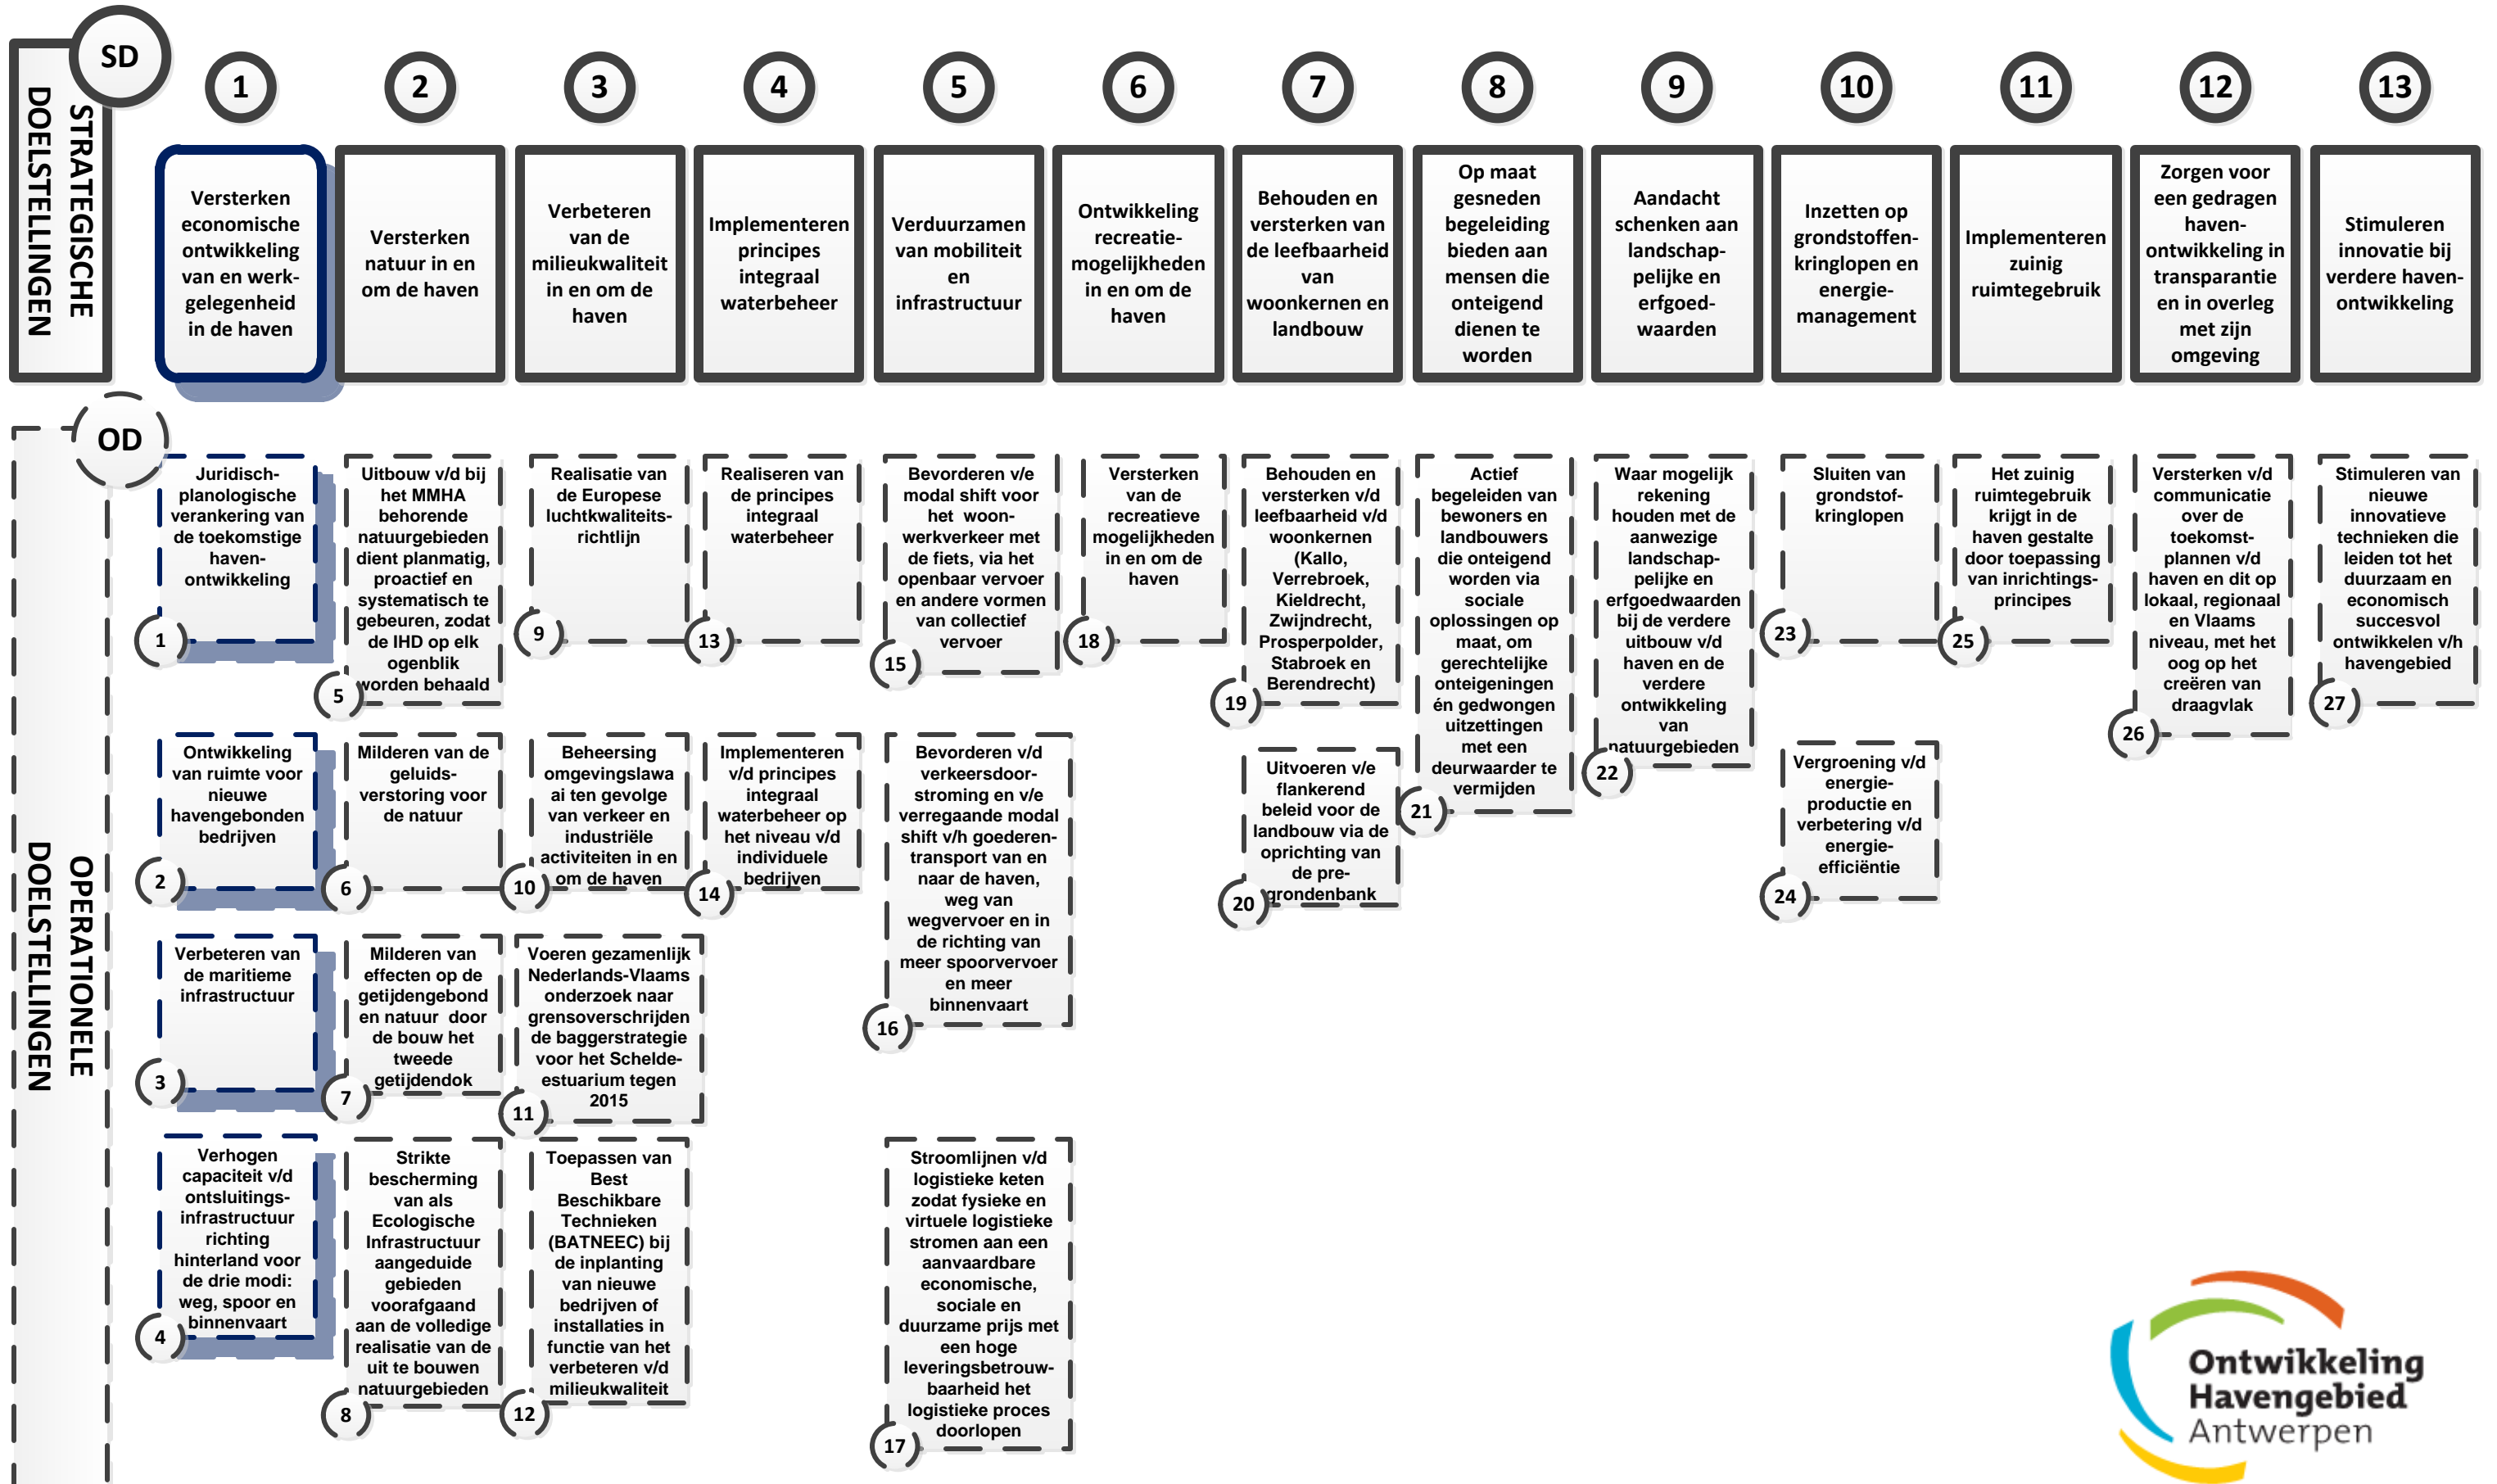 SD
STRATEGISCHE
DOELSTELLINGEN
1
2
3
4
5
6
7
8
9
10
11
12
13
Versterken
economische
ontwikkeling
van en werk-
gelegenheid
in de haven
Versterken
natuur in en
om de haven
Verbeteren
van de
milieukwaliteit
in en om de
haven
Implementeren
principes
integraal
waterbeheer
Verduurzamen
van mobiliteit
en
infrastructuur
Ontwikkeling
recreatie-
mogelijkheden
in en om de
haven
Behouden en
versterken van
de leefbaarheid
van
woonkernen en
landbouw
Op maat
gesneden
begeleiding
bieden aan
mensen die
onteigend
dienen te
worden
Aandacht
schenken aan
landschap-
pelijke en
erfgoed-
waarden
Inzetten op
grondstoffen-
kringlopen en
energie-
management
Implementeren
zuinig
ruimtegebruik
Zorgen voor
een gedragen
haven-
ontwikkeling in
transparantie
en in overleg
met zijn
omgeving
Stimuleren
innovatie bij
verdere haven-
ontwikkeling
OD
OPERATIONELE
DOELSTELLINGEN
Juridisch-
planologische
verankering van
de toekomstige
haven-
ontwikkeling
1
Uitbouw v/d bij
het MMHA
behorende
natuurgebieden
dient planmatig,
proactief en
systematisch te
gebeuren, zodat
de IHD op elk
ogenblik
worden behaald
5
Realisatie van
de Europese
luchtkwaliteits-
richtlijn
9
Realiseren van
de principes
integraal
waterbeheer
13
Bevorderen v/e
modal shift voor
het woon-
werkverkeer met
de fiets, via het
openbaar vervoer
en andere vormen
van collectief
vervoer
15
Versterken
van de
recreatieve
mogelijkheden
in en om de
haven
18
Behouden en
versterken v/d
leefbaarheid v/d
woonkernen
(Kallo,
Verrebroek,
Kieldrecht,
Zwijndrecht,
Prosperpolder,
Stabroek en
Berendrecht)
19
Actief
begeleiden van
bewoners en
landbouwers
die onteigend
worden via
sociale
oplossingen op
maat, om
gerechtelijke
onteigeningen
én gedwongen
uitzettingen
met een
deurwaarder te
vermijden
21
Waar mogelijk
rekening
houden met de
aanwezige
landschap-
pelijke en
erfgoedwaarden
bij de verdere
uitbouw v/d
haven en de
verdere
ontwikkeling
van
natuurgebieden
22
Sluiten van
grondstof-
kringlopen
23
Het zuinig
ruimtegebruik
krijgt in de
haven gestalte
door toepassing
van inrichtings-
principes
25
Versterken v/d
communicatie
over de
toekomst-
plannen v/d
haven en dit op
lokaal, regionaal
en Vlaams
niveau, met het
oog op het
creëren van
draagvlak
26
Stimuleren van
nieuwe
innovatieve
technieken die
leiden tot het
duurzaam en
economisch
succesvol
ontwikkelen v/h
havengebied
27
Ontwikkeling
van ruimte voor
nieuwe
havengebonden
bedrijven
2
Milderen van de
geluids-
verstoring voor
de natuur
6
Beheersing
omgevingslawa
ai ten gevolge
van verkeer en
industriële
activiteiten in en
om de haven
10
Implementeren
v/d principes
integraal
waterbeheer op
het niveau v/d
individuele
bedrijven
14
Bevorderen v/d
verkeersdoor-
stroming en v/e
verregaande modal
shift v/h goederen-
transport van en
naar de haven,
weg van
wegvervoer en in
de richting van
meer spoorvervoer
en meer
binnenvaart
16
Uitvoeren v/e
flankerend
beleid voor de
landbouw via de
oprichting van
de pre-
grondenbank
20
Vergroening v/d
energie-
productie en
verbetering v/d
energie-
efficiëntie
24
Verbeteren van
de maritieme
infrastructuur
3
Milderen van
effecten op de
getijdengebond
en natuur door
de bouw het
tweede
getijdendok
7
Voeren gezamenlijk
Nederlands-Vlaams
onderzoek naar
grensoverschrijden
de baggerstrategie
voor het Schelde-
estuarium tegen
2015
11
Verhogen
capaciteit v/d
ontsluitings-
infrastructuur
richting
hinterland voor
de drie modi:
weg, spoor en
binnenvaart
4
Strikte
bescherming
van als
Ecologische
Infrastructuur
aangeduide
gebieden
voorafgaand
aan de volledige
realisatie van de
uit te bouwen
natuurgebieden
8
Toepassen van
Best
Beschikbare
Technieken
(BATNEEC) bij
de inplanting
van nieuwe
bedrijven of
installaties in
functie van het
verbeteren v/d
milieukwaliteit
12
Stroomlijnen v/d
logistieke keten
zodat fysieke en
virtuele logistieke
stromen aan een
aanvaardbare
economische,
sociale en
duurzame prijs met
een hoge
leveringsbetrouw-
baarheid het
logistieke proces
doorlopen
17
Ontwikkeling
Havengebied
Antwerpen